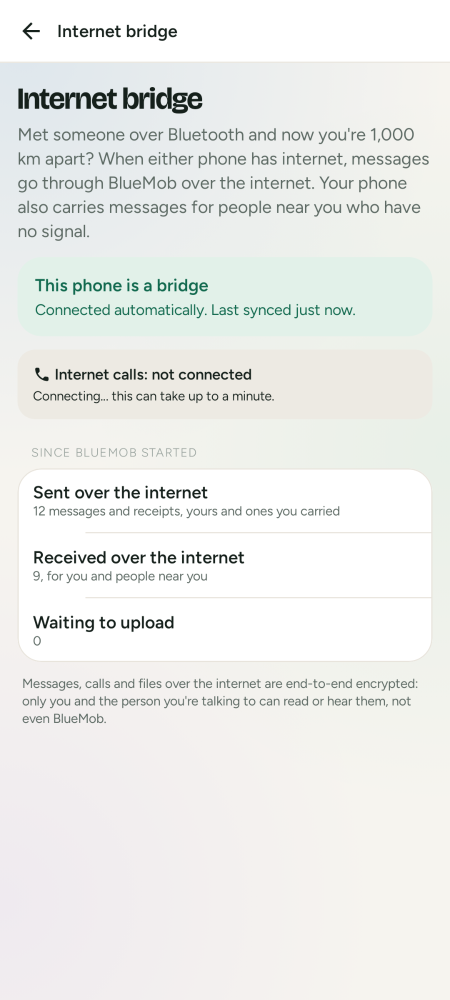 Internet bridge
Internet bridge
Met someone over Bluetooth and now you're 1,000
km apart? When either phone has internet, messages
go through BlueMob over the internet. Your phone
also carries messages for people near you who have
no signal.
This phone is a bridge
Connected automatically. Last synced just now.
Internet calls: not connected
Connecting... this can take up to a minute.
SINCE BLUEMOB STARTED
Sent over the internet
12 messages and receipts, yours and ones you carried
Received over the internet
9, for you and people near you
Waiting to upload
0
Messages, calls and files over the internet are end-to-end encrypted:
only you and the person you're talking to can read or hear them, not
even BlueMob.